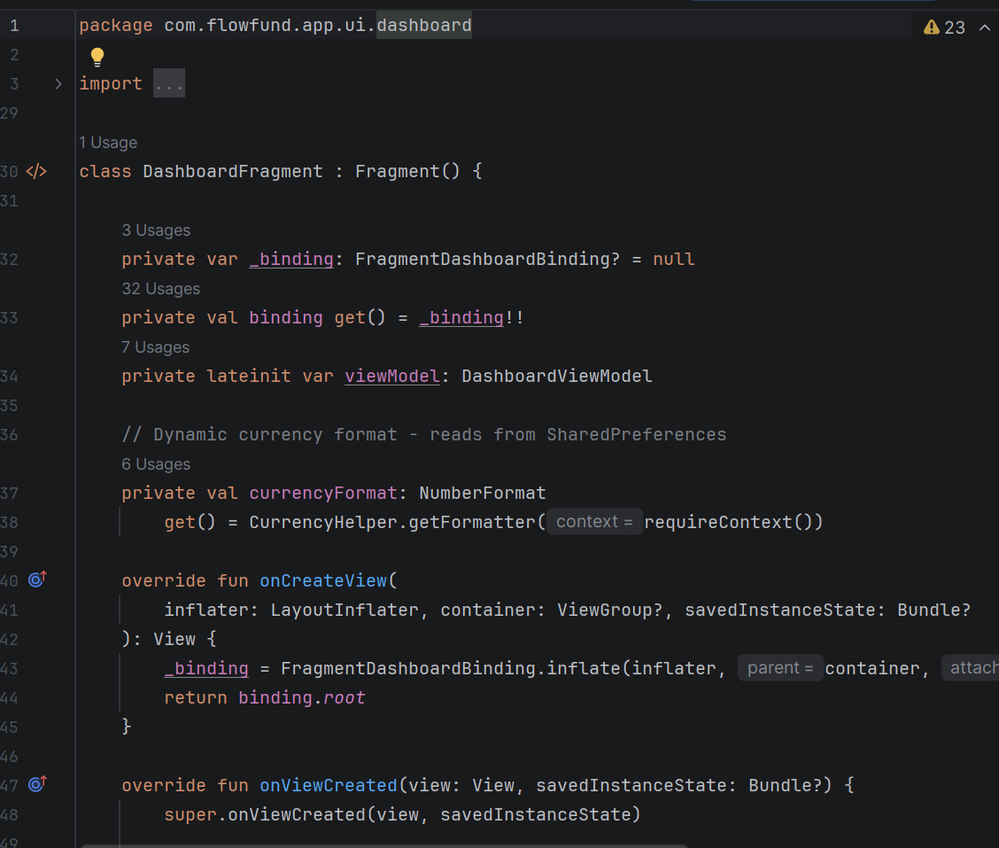 1 package com.flowfund.app.ui.dashboard
23
2
3 import ...
29
1 Usage
30 </> class DashboardFragment : Fragment() {
31
3 Usages
32 private var _binding: FragmentDashboardBinding? = null
32 Usages
33 private val binding get() = _binding!!
7 Usages
34 private lateinit var viewModel: DashboardViewModel
35
36 // Dynamic currency format - reads from SharedPreferences
6 Usages
37 private val currencyFormat: NumberFormat
38 get() = CurrencyHelper.getFormatter( context = requireContext())
39
40 override fun onCreateView(
41 inflater: LayoutInflater, container: ViewGroup?, savedInstanceState: Bundle?
42 ): View {
43 _binding = FragmentDashboardBinding.inflate(inflater, parent = container, attach
44 return binding.root
45 }
46
47 override fun onViewCreated(view: View, savedInstanceState: Bundle?) {
48 super.onViewCreated(view, savedInstanceState)
49